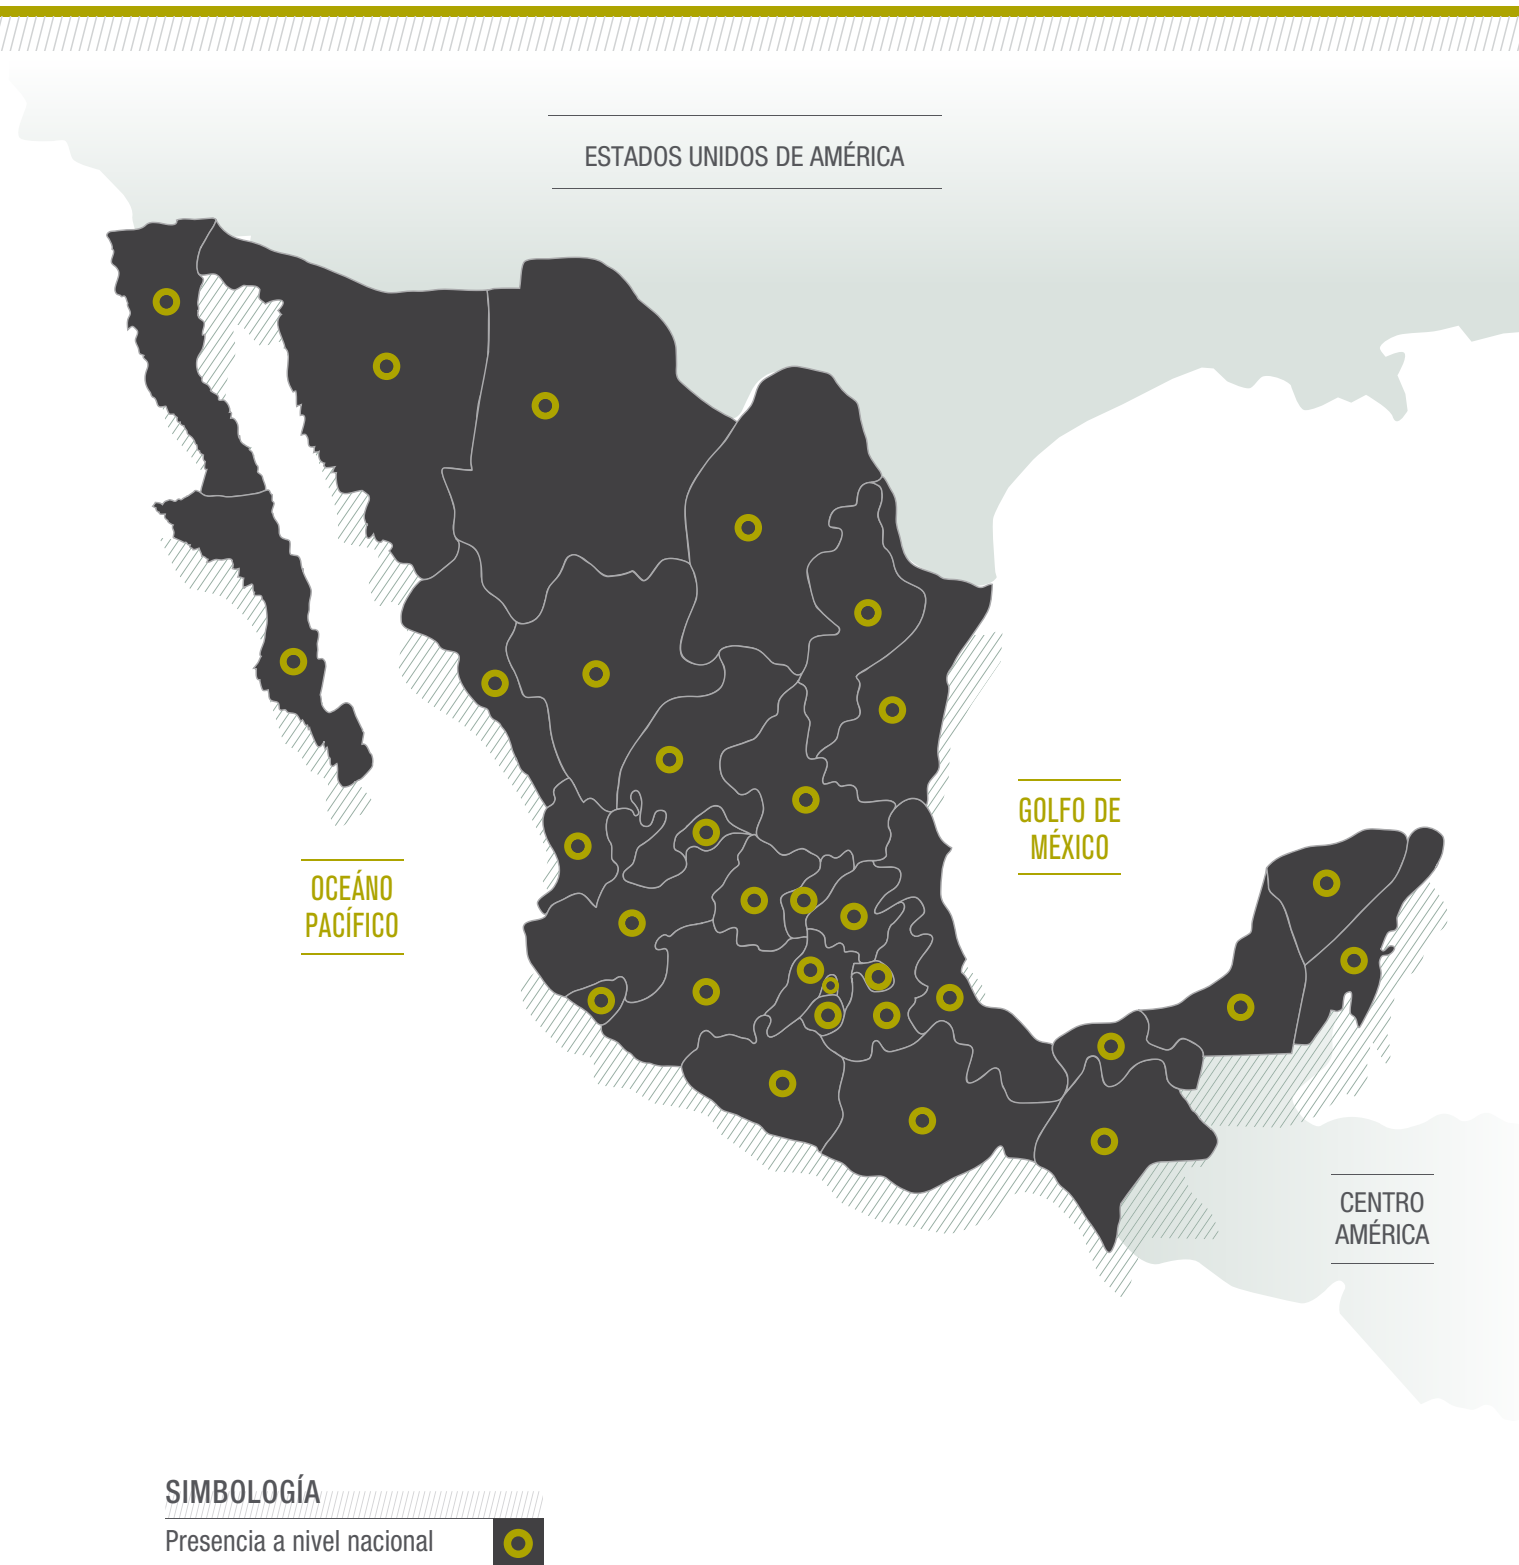 ESTADOS UNIDOS DE AMÉRICA
GOLFO DE
MÉXICO
OCEÁNO
PACÍFICO
CENTRO
AMÉRICA
SIMBOLOGÍA
Presencia a nivel nacional